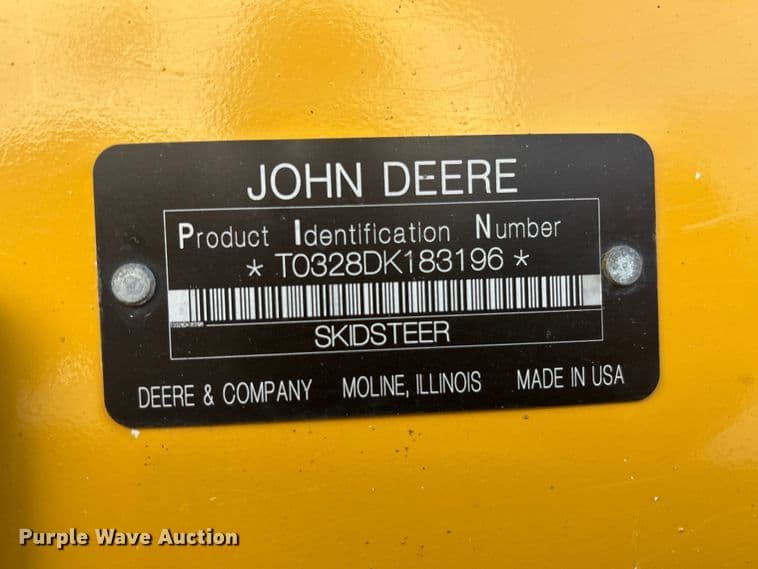 JOHN DEERE
Product Identification Number
* T0328DK183196 *
SKIDSTEER
DEERE & COMPANY MOLINE, ILLINOIS MADE IN USA
Purple Wave Auction